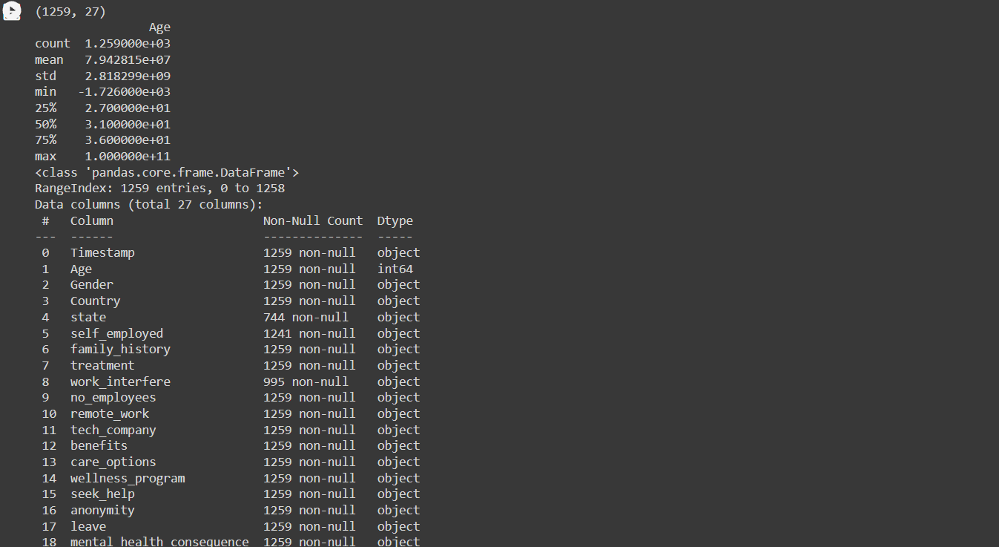 (1259, 27)
                Age
count  1.259000e+03
mean   7.942815e+07
std    2.818299e+09
min   -1.726000e+03
25%    2.700000e+01
50%    3.100000e+01
75%    3.600000e+01
max    1.000000e+11
<class 'pandas.core.frame.DataFrame'>
RangeIndex: 1259 entries, 0 to 1258
Data columns (total 27 columns):
 #   Column                     Non-Null Count  Dtype
---  ------                     --------------  -----
 0   Timestamp                  1259 non-null   object
 1   Age                        1259 non-null   int64
 2   Gender                     1259 non-null   object
 3   Country                    1259 non-null   object
 4   state                      744 non-null    object
 5   self_employed              1241 non-null   object
 6   family_history             1259 non-null   object
 7   treatment                  1259 non-null   object
 8   work_interfere             995 non-null    object
 9   no_employees               1259 non-null   object
 10  remote_work                1259 non-null   object
 11  tech_company               1259 non-null   object
 12  benefits                   1259 non-null   object
 13  care_options               1259 non-null   object
 14  wellness_program           1259 non-null   object
 15  seek_help                  1259 non-null   object
 16  anonymity                  1259 non-null   object
 17  leave                      1259 non-null   object
 18  mental_health_consequence  1259 non-null   object